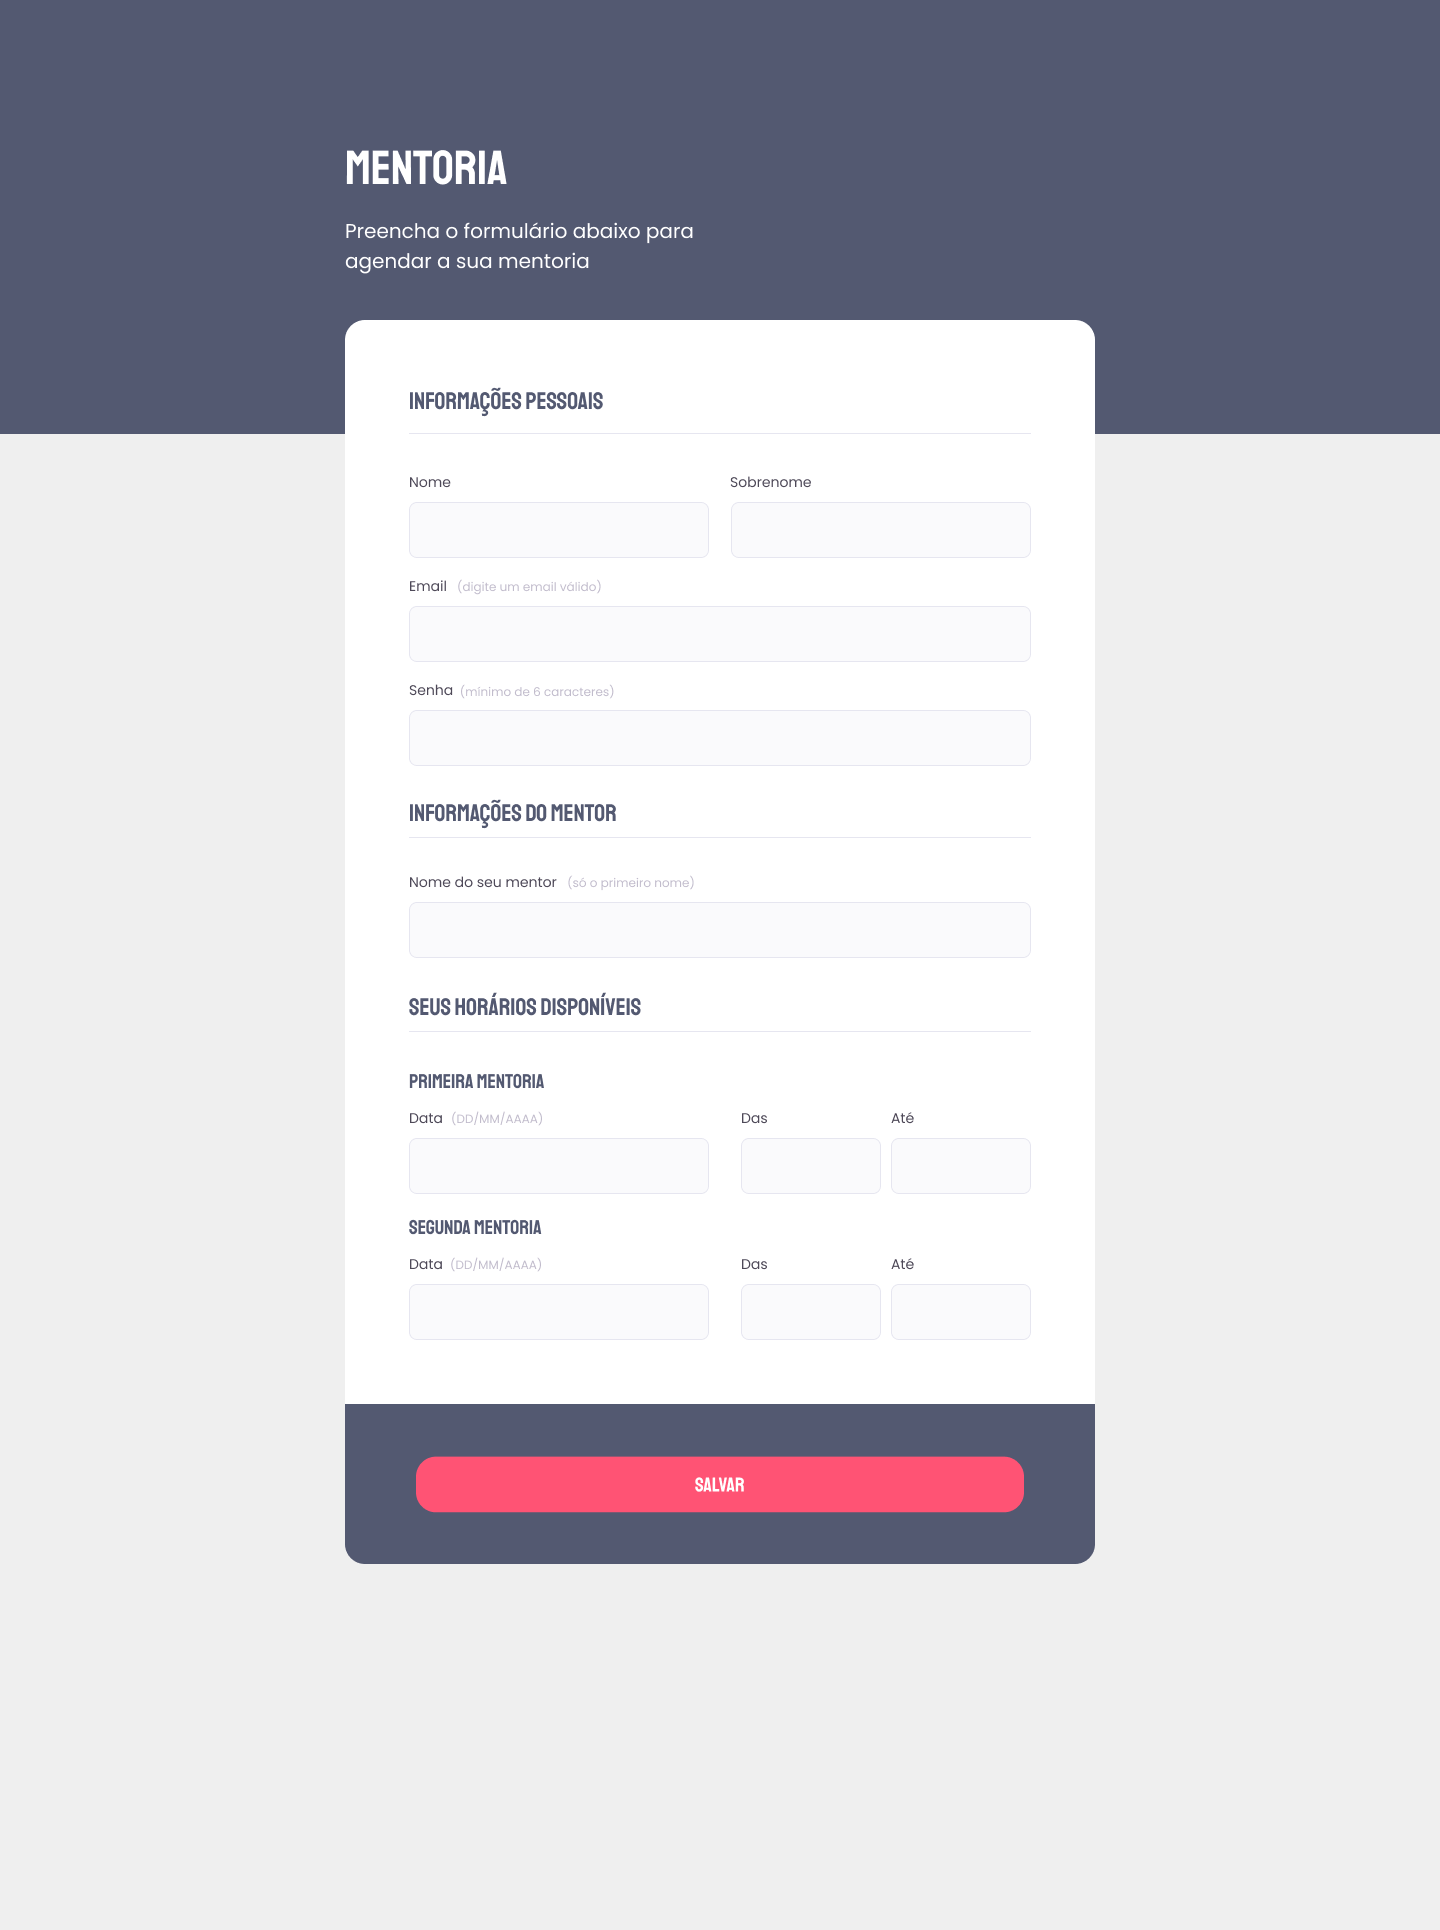 MENTORIA
Preencha o formulário abaixo para
agendar a sua mentoria
INFORMAÇÕES PESSOAIS
Nome Sobrenome
Email (digite um email válido)
Senha (mínimo de 6 caracteres)
INFORMAÇÕES DO MENTOR
Nome do seu mentor (só o primeiro nome)
SEUS HORÁRIOS DISPONÍVEIS
PRIMEIRA MENTORIA
Data (DD/MM/AAAA) Das Até
SEGUNDA MENTORIA
Data (DD/MM/AAAA) Das Até
SALVAR